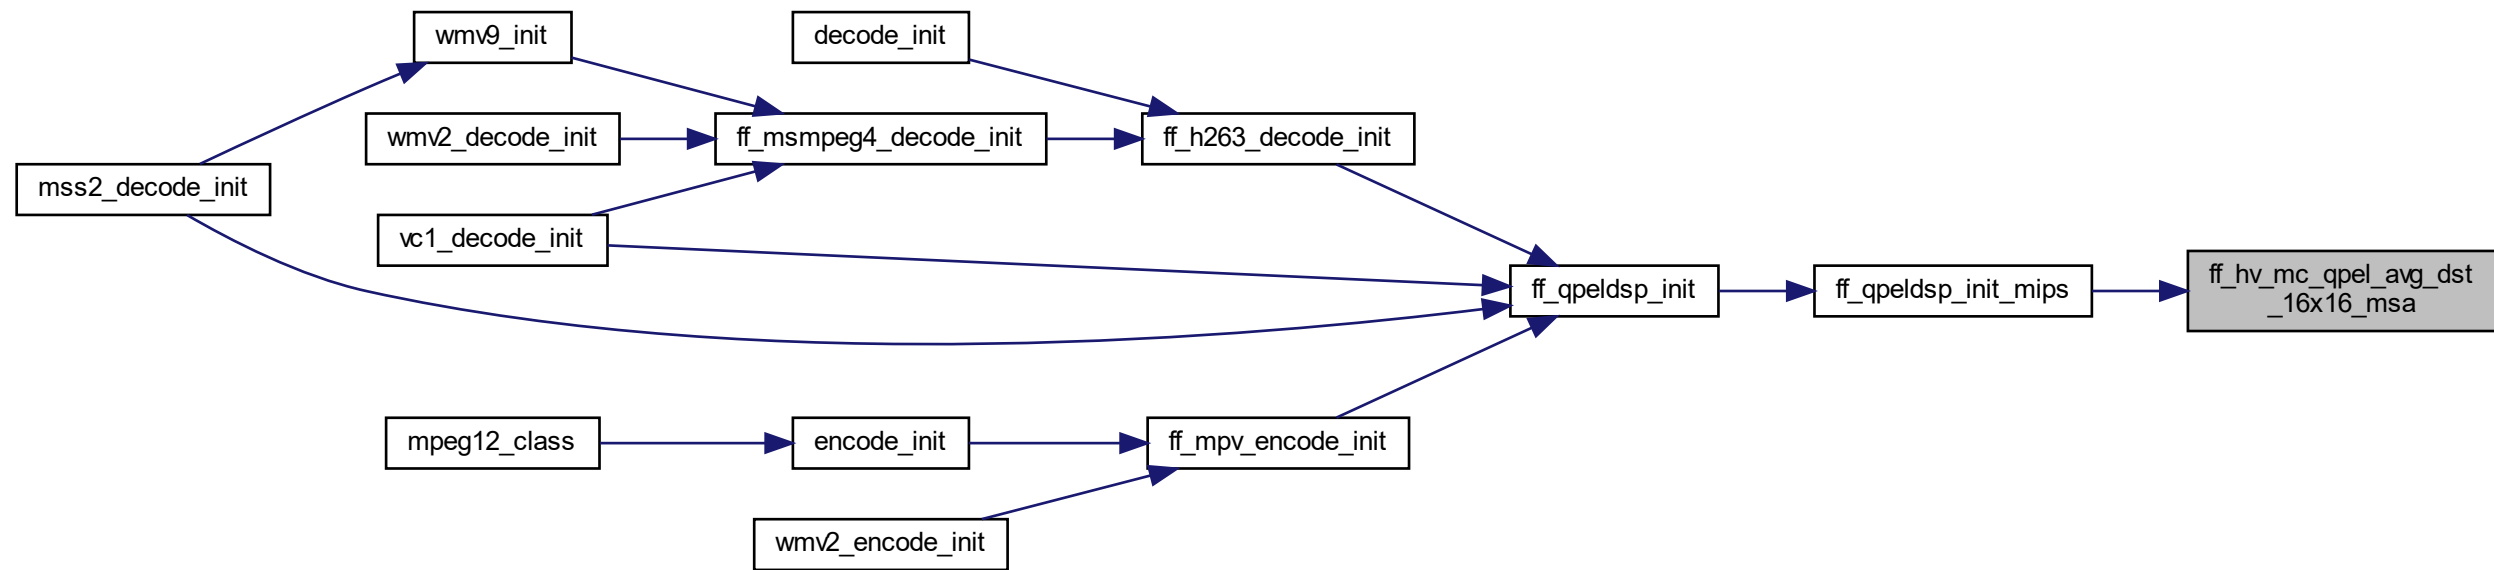 wmv9_init
decode_init
wmv2_decode_init
ff_msmpeg4_decode_init
ff_h263_decode_init
mss2_decode_init
vc1_decode_init
ff_qpeldsp_init
ff_qpeldsp_init_mips
ff_hv_mc_qpel_avg_dst
_16x16_msa
mpeg12_class
encode_init
ff_mpv_encode_init
wmv2_encode_init